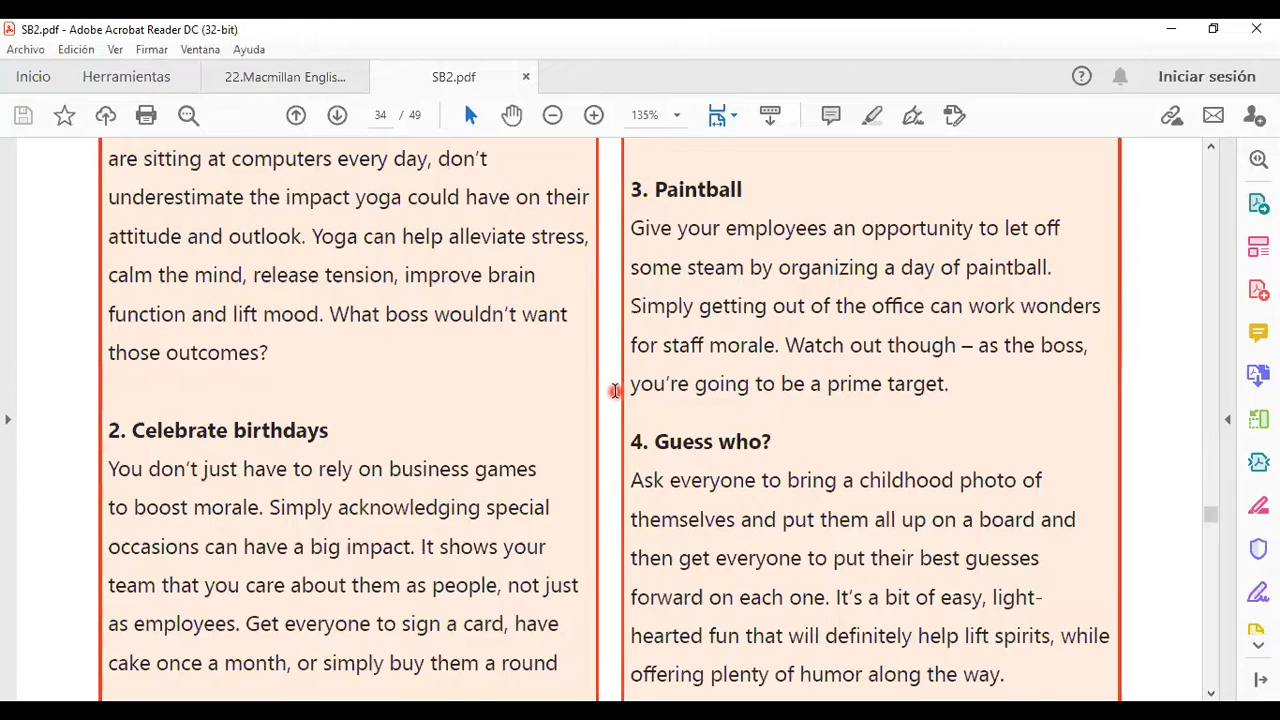 SB2.pdf - Adobe Acrobat Reader DC (32-bit)
Archivo Edición Ver Firmar Ventana Ayuda
Inicio Herramientas 22.Macmillan Englis... SB2.pdf Iniciar sesión
34 / 49 135%
are sitting at computers every day, don't
underestimate the impact yoga could have on their
attitude and outlook. Yoga can help alleviate stress,
calm the mind, release tension, improve brain
function and lift mood. What boss wouldn't want
those outcomes?
2. Celebrate birthdays
You don't just have to rely on business games
to boost morale. Simply acknowledging special
occasions can have a big impact. It shows your
team that you care about them as people, not just
as employees. Get everyone to sign a card, have
cake once a month, or simply buy them a round
3. Paintball
Give your employees an opportunity to let off
some steam by organizing a day of paintball.
Simply getting out of the office can work wonders
for staff morale. Watch out though – as the boss,
you're going to be a prime target.
4. Guess who?
Ask everyone to bring a childhood photo of
themselves and put them all up on a board and
then get everyone to put their best guesses
forward on each one. It's a bit of easy, light-
hearted fun that will definitely help lift spirits, while
offering plenty of humor along the way.